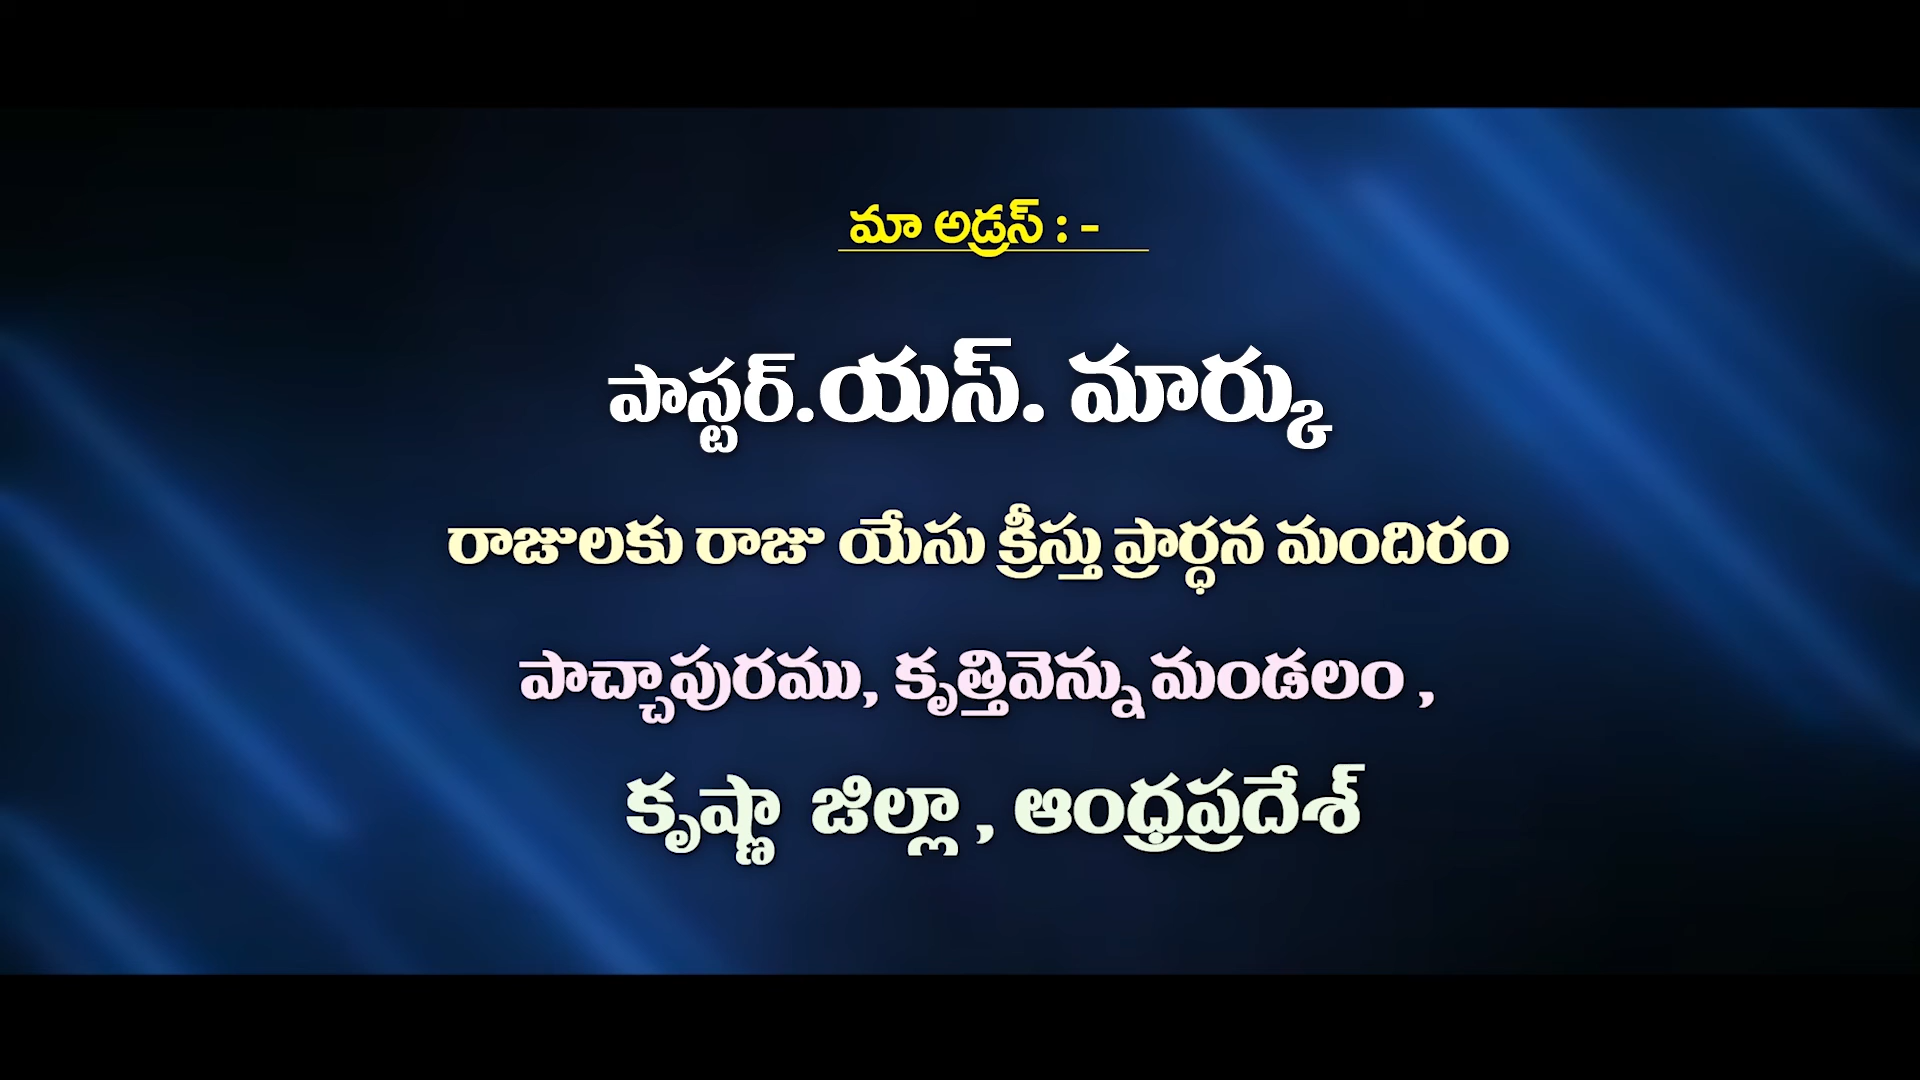 మా అడ్రస్ : -
పాస్టర్.యస్. మార్కు
రాజులకు రాజు యేసు క్రీస్తు ప్రార్ధన మందిరం
పాచ్చాపురము, కృత్తివెన్ను మండలం ,
కృష్ణా జిల్లా , ఆంధ్రప్రదేశ్